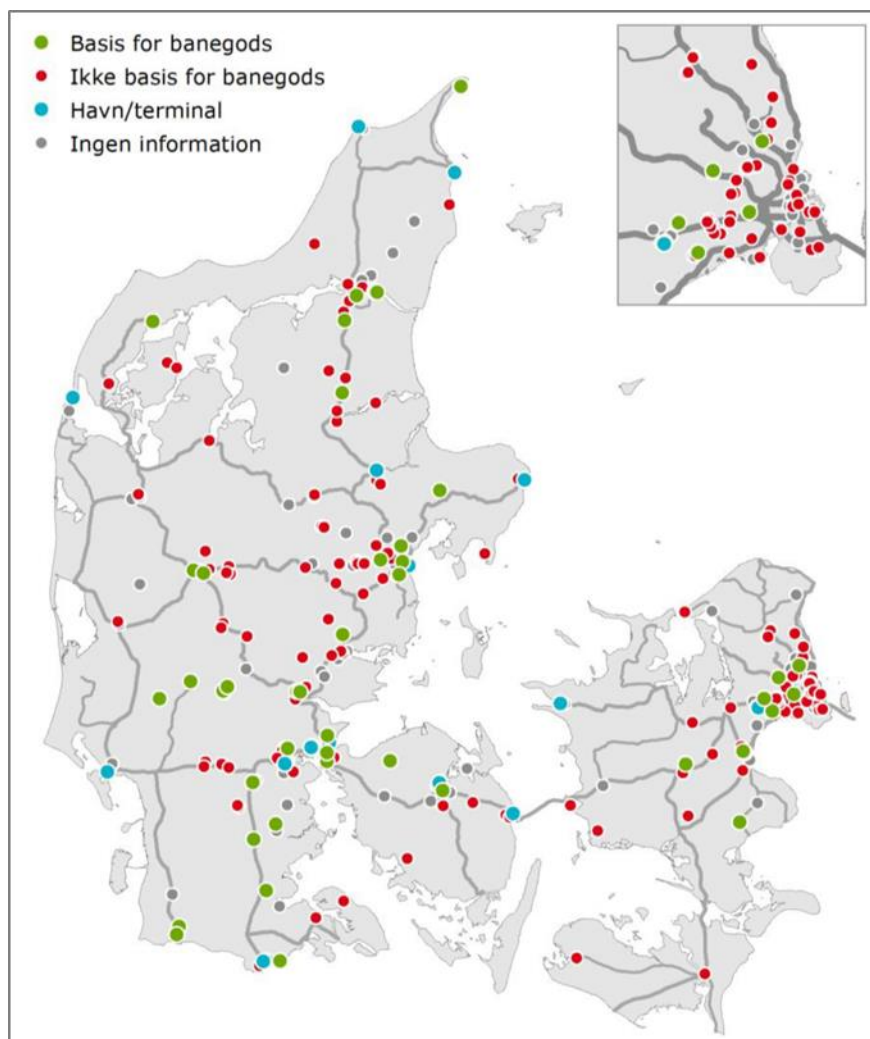 Basis for banegods
Ikke basis for banegods
Havn/terminal
Ingen information